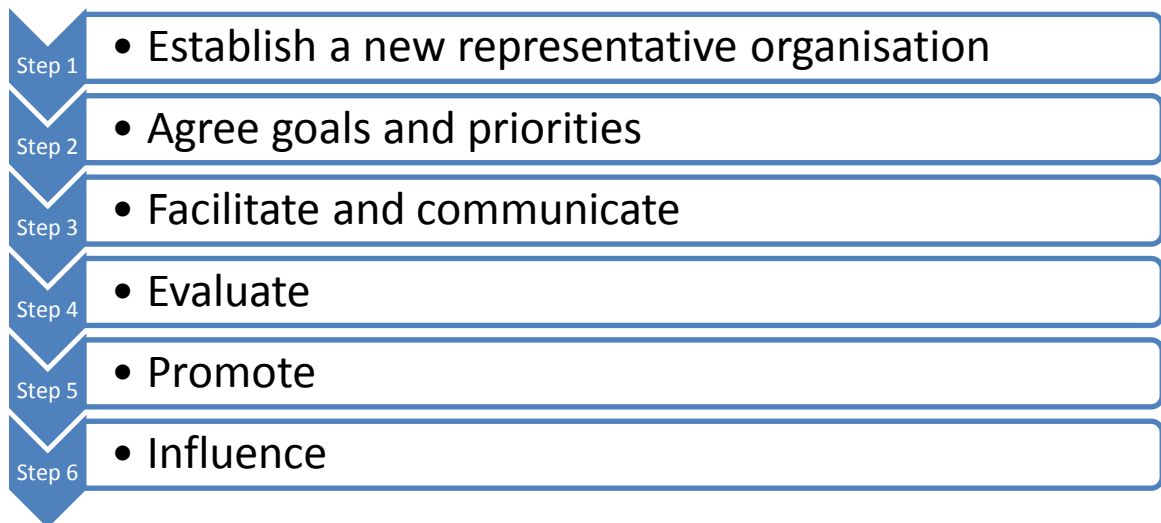 Step 1
• Establish a new representative organisation
Step 2
• Agree goals and priorities
Step 3
• Facilitate and communicate
Step 4
• Evaluate
Step 5
• Promote
Step 6
• Influence